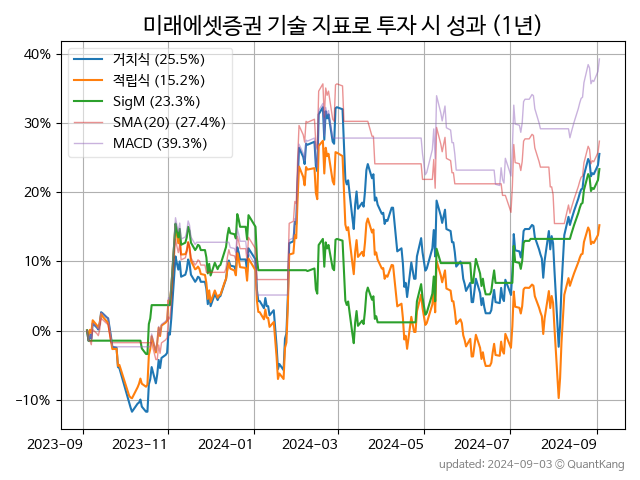 미래에셋증권 기술 지표로 투자 시 성과 (1년)
40%
30%
20%
10%
0%
−10%
거치식 (25.5%)
적립식 (15.2%)
SigM (23.3%)
SMA(20) (27.4%)
MACD (39.3%)
2023-09 2023-11 2024-01 2024-03 2024-05 2024-07 2024-09
updated: 2024-09-03 © QuantKang